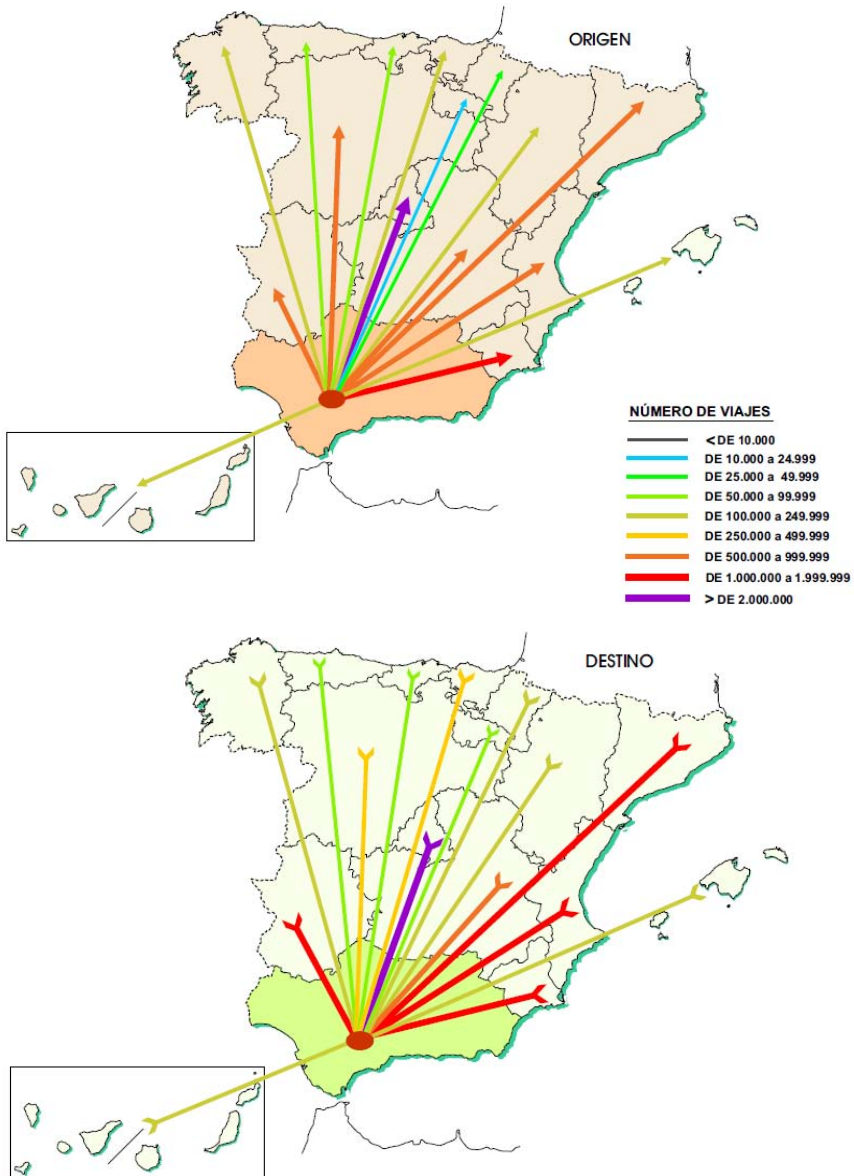 ORIGEN
NÚMERO DE VIAJES
< DE 10.000
DE 10.000 a 24.999
DE 25.000 a 49.999
DE 50.000 a 99.999
DE 100.000 a 249.999
DE 250.000 a 499.999
DE 500.000 a 999.999
DE 1.000.000 a 1.999.999
> DE 2.000.000
DESTINO